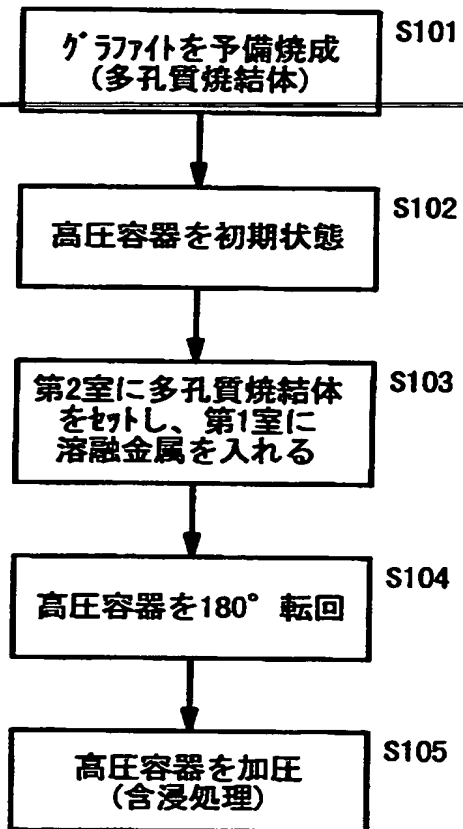 グラファイトを予備焼成
(多孔質焼結体)
S101
高圧容器を初期状態
S102
第2室に多孔質焼結体
をセットし、第1室に
溶融金属を入れる
S103
高圧容器を180°転回
S104
高圧容器を加圧
(含浸処理)
S105